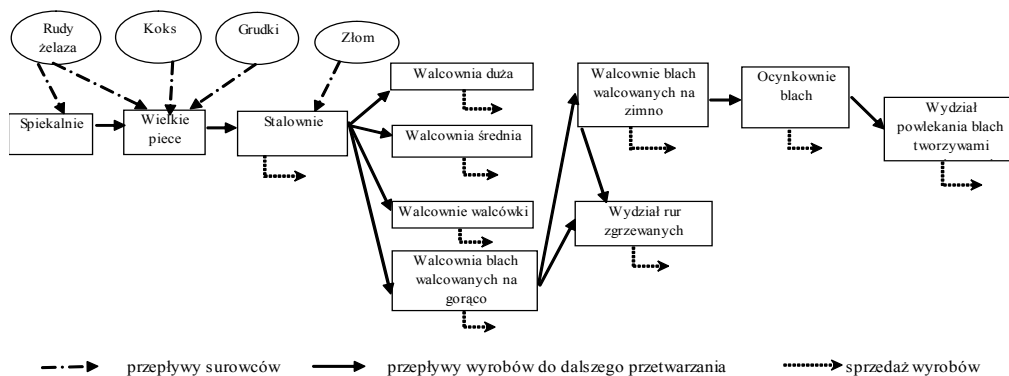 Rudy
żelaza
Koks
Grudki
Złom
Spiekalnie
Wielkie
piece
Stalownie
Walcownia duża
Walcownia średnia
Walcownie walcówki
Walcownia blach
walcowanych na
gorąco
Walcownie blach
walcowanych na
zimno
Wydział rur
zgrzewanych
Ocynkownie
blach
Wydział
powlekania blach
tworzywami
przepływy surowców
przepływy wyrobów do dalszego przetwarzania
sprzedaż wyrobów